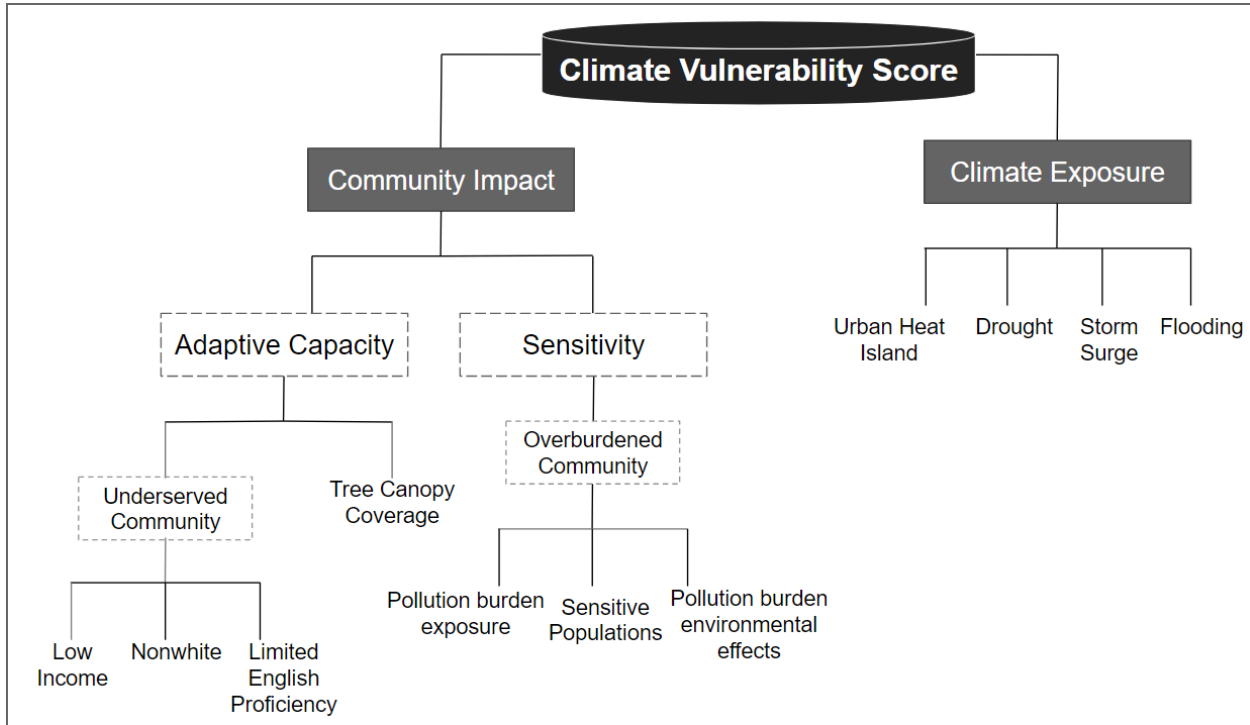 Climate Vulnerability Score
Community Impact
Climate Exposure
Adaptive Capacity
Sensitivity
Urban Heat
Island
Drought
Storm
Surge
Flooding
Underserved
Community
Tree Canopy
Coverage
Overburdened
Community
Low
Income
Nonwhite
Limited
English
Proficiency
Pollution burden
exposure
Sensitive
Populations
Pollution burden
environmental
effects